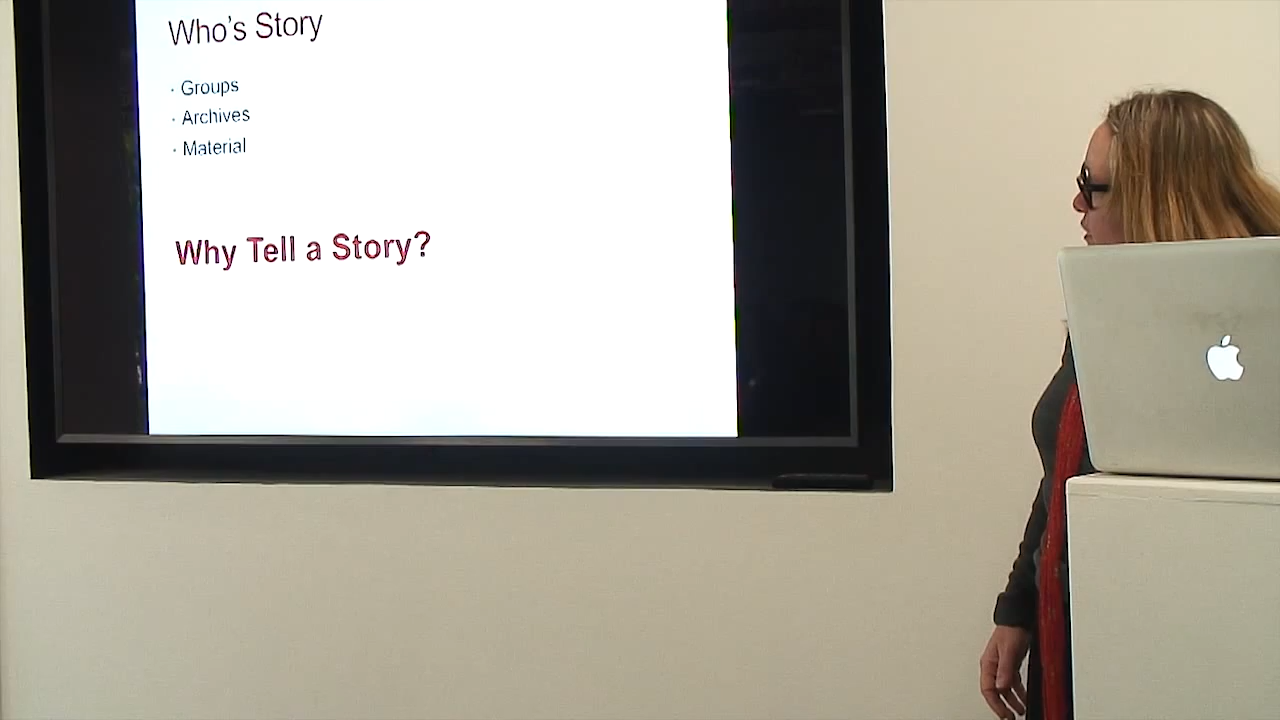 Who's Story
· Groups
· Archives
· Material
Why Tell a Story?